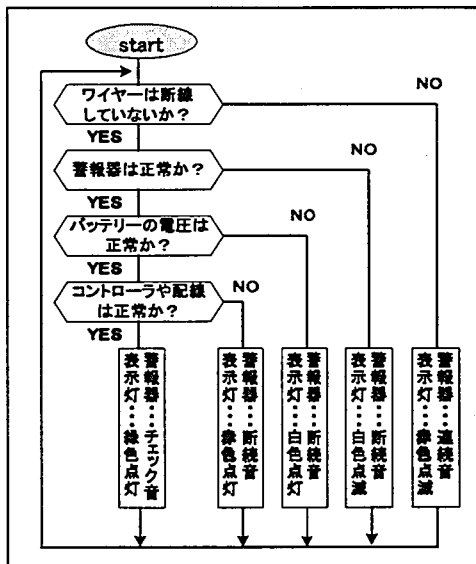 start
ワイヤーは断線
していないか？
NO
YES
警報器は正常か？
NO
YES
バッテリーの電圧は
正常か？
NO
YES
コントローラや配線
は正常か？
NO
YES
警報器･･･チェック音
表示灯･･･緑色点灯
警報器･･･断続音
表示灯･･･赤色点灯
警報器･･･断続音
表示灯･･･白色点灯
警報器･･･断続音
表示灯･･･白色点滅
警報器･･･連続音
表示灯･･･赤色点滅